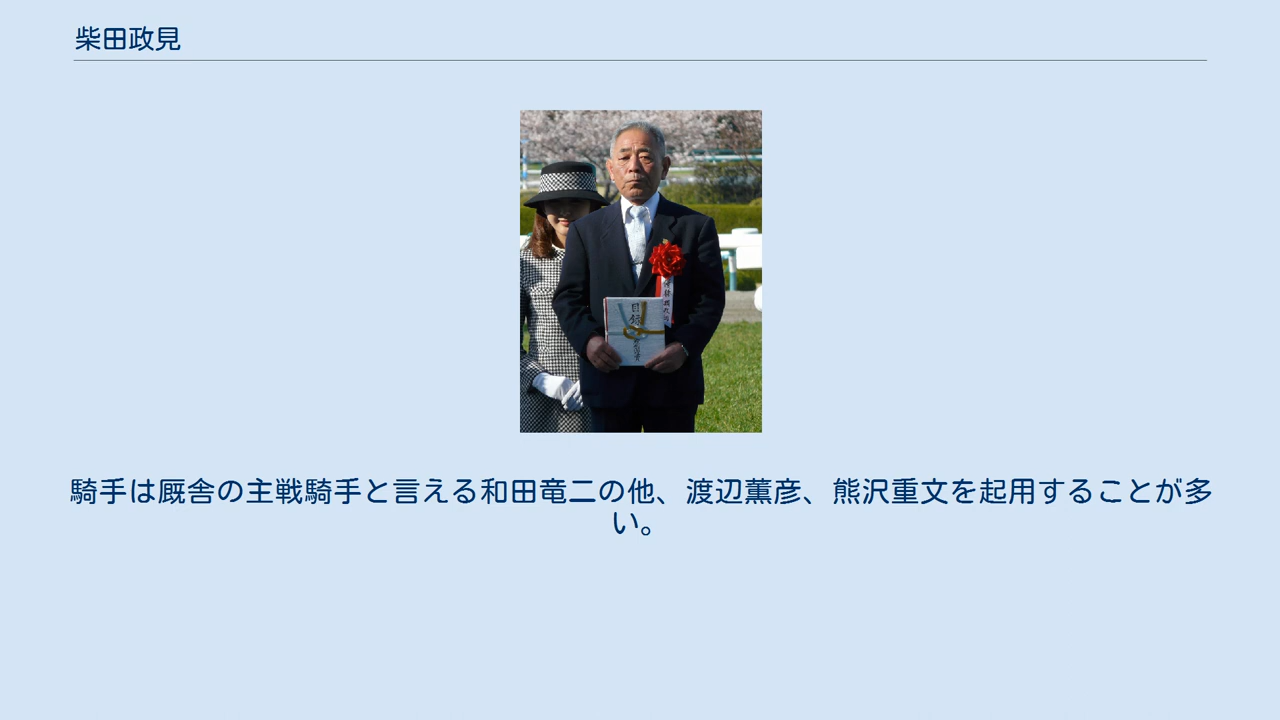 柴田政見
目録
騎手は厩舎の主戦騎手と言える和田竜二の他、渡辺薫彦、熊沢重文を起用することが多
い。